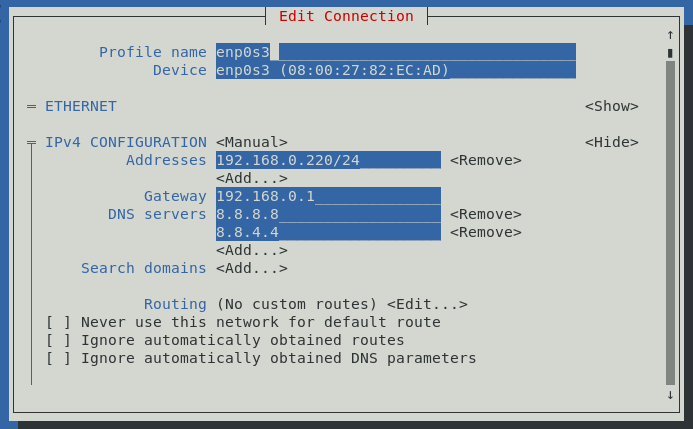 Edit Connection
Profile name enp0s3
Device enp0s3 (08:00:27:82:EC:AD)
= ETHERNET <Show>
= IPv4 CONFIGURATION <Manual> <Hide>
Addresses 192.168.0.220/24 <Remove>
<Add...>
Gateway 192.168.0.1
DNS servers 8.8.8.8 <Remove>
8.8.4.4 <Remove>
<Add...>
Search domains <Add...>
Routing (No custom routes) <Edit...>
[ ] Never use this network for default route
[ ] Ignore automatically obtained routes
[ ] Ignore automatically obtained DNS parameters